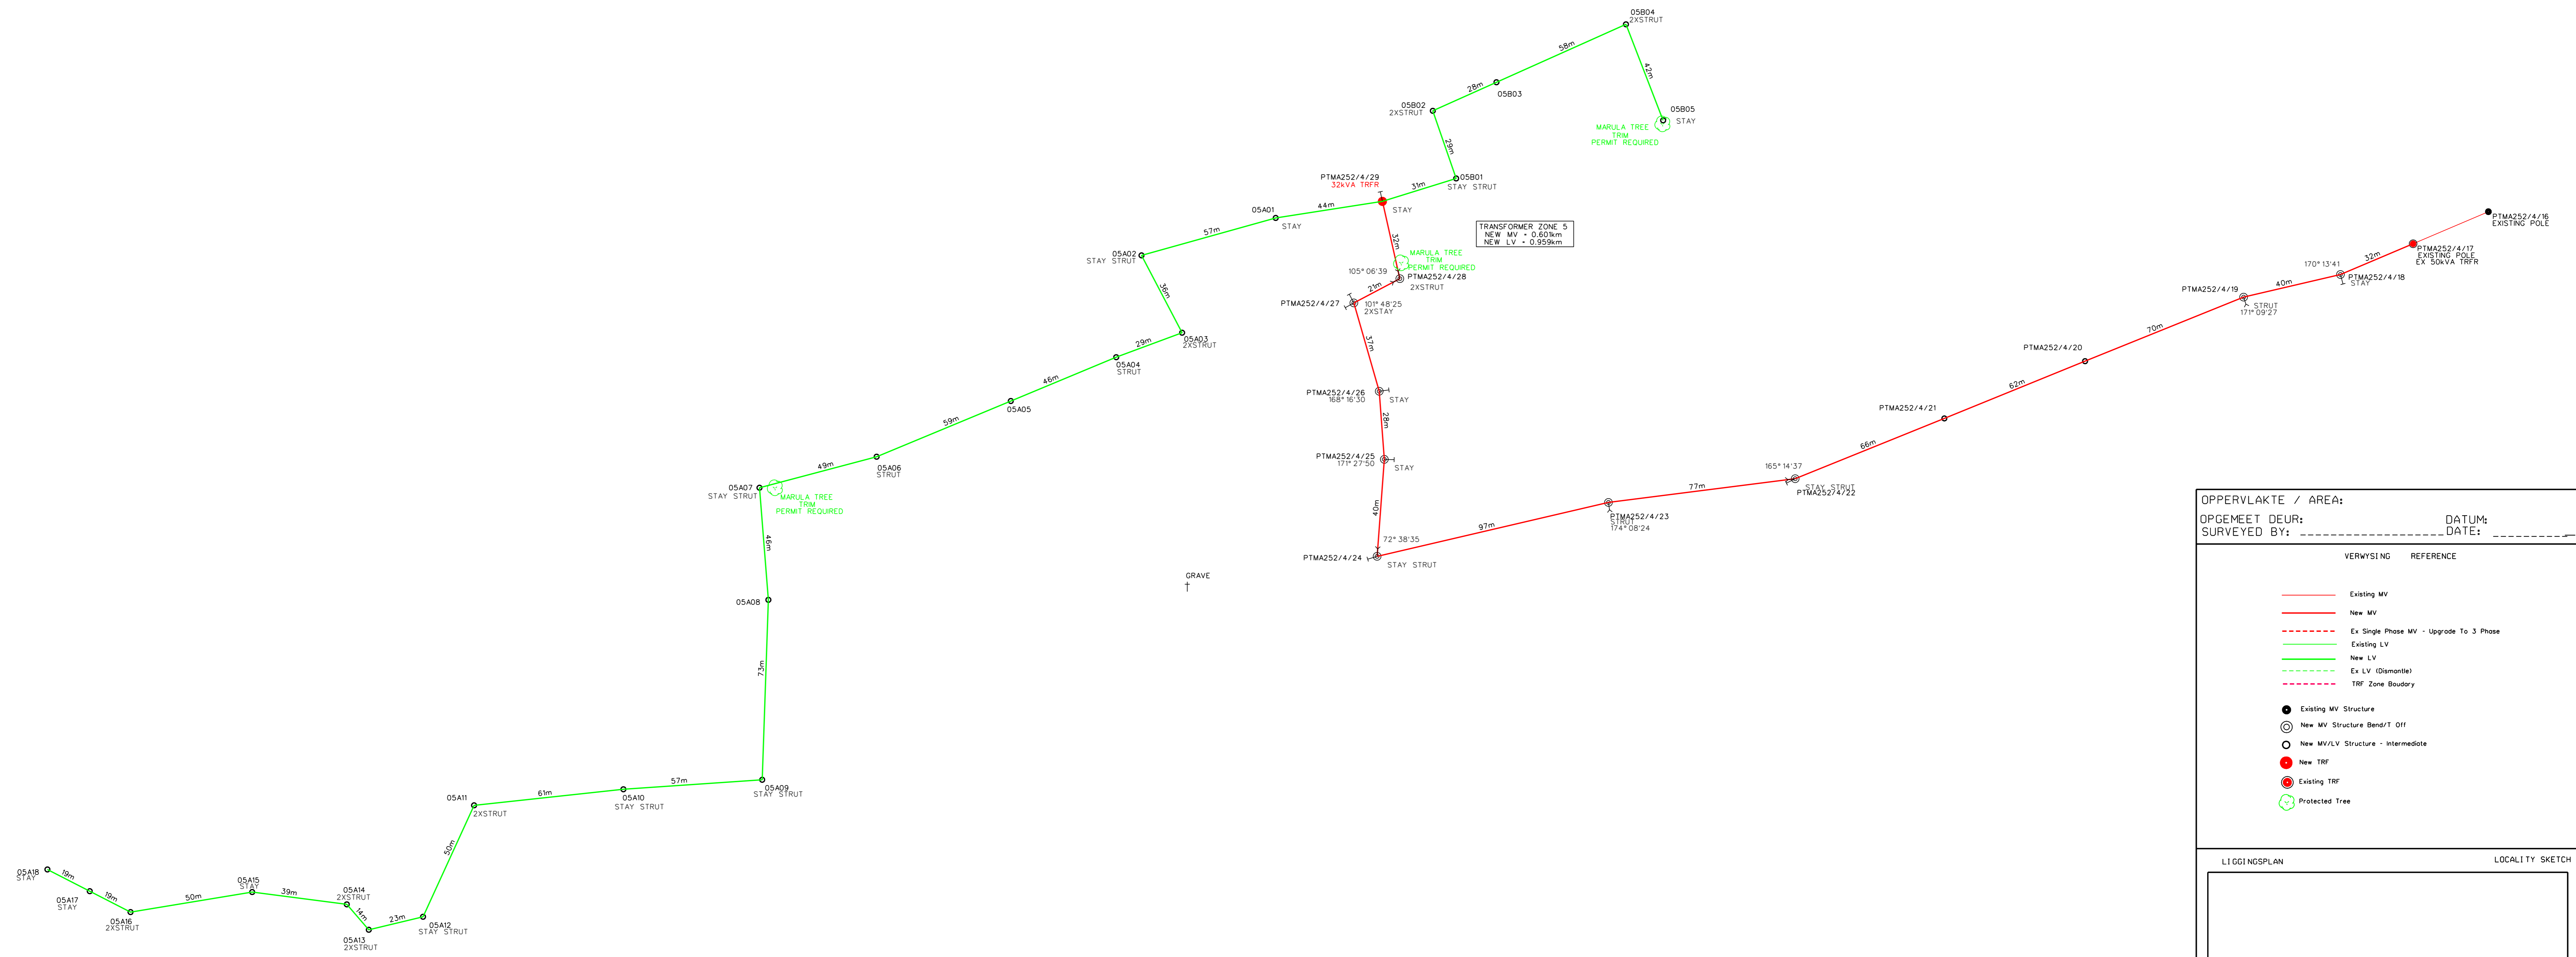 05B04
2XSTRUT
58m
42m
28m
05B03
05B02
2XSTRUT
05B05
STAY
MARULA TREE
TRIM
PERMIT REQUIRED
29m
PTMA252/4/29
32kVA TRFR
31m
05B01
STAY STRUT
STAY
44m
05A01
STAY
57m
05A02
STAY STRUT
36m
05A03
2XSTRUT
29m
05A04
STRUT
46m
05A05
59m
05A06
STRUT
49m
05A07
STAY STRUT
MARULA TREE
TRIM
PERMIT REQUIRED
46m
05A08
73m
05A09
STAY STRUT
57m
05A10
STAY STRUT
61m
05A11
2XSTRUT
50m
05A12
STAY STRUT
23m
05A13
2XSTRUT
14m
05A14
2XSTRUT
39m
05A15
STAY
50m
05A16
2XSTRUT
19m
05A17
STAY
19m
05A18
STAY
TRANSFORMER ZONE 5
NEW MV = 0.601km
NEW LV = 0.959km
32m
MARULA TREE
TRIM
PERMIT REQUIRED
105° 06'39
PTMA252/4/28
2XSTRUT
21m
PTMA252/4/27
101° 48'25
2XSTAY
37m
PTMA252/4/26
168° 16'30
STAY
28m
PTMA252/4/25
171° 27'50
STAY
40m
72° 38'35
PTMA252/4/24
STAY STRUT
GRAVE
97m
PTMA252/4/23
STRUT
174° 08'24
77m
165° 14'37
STAY STRUT
PTMA252/4/22
66m
PTMA252/4/21
62m
PTMA252/4/20
70m
PTMA252/4/19
STRUT
171° 09'27
40m
170° 13'41
PTMA252/4/18
STAY
32m
PTMA252/4/17
EXISTING POLE
EX 50kVA TRFR
PTMA252/4/16
EXISTING POLE
OPPERVLAKTE / AREA:
OPGEMEET DEUR: DATUM:
SURVEYED BY: DATE:
VERWYSING REFERENCE
Existing MV
New MV
Ex Single Phase MV - Upgrade To 3 Phase
Existing LV
New LV
Ex LV (Dismantle)
TRF Zone Boudary
Existing MV Structure
New MV Structure Bend/T Off
New MV/LV Structure - Intermediate
New TRF
Existing TRF
Protected Tree
LIGGINGSPLAN LOCALITY SKETCH